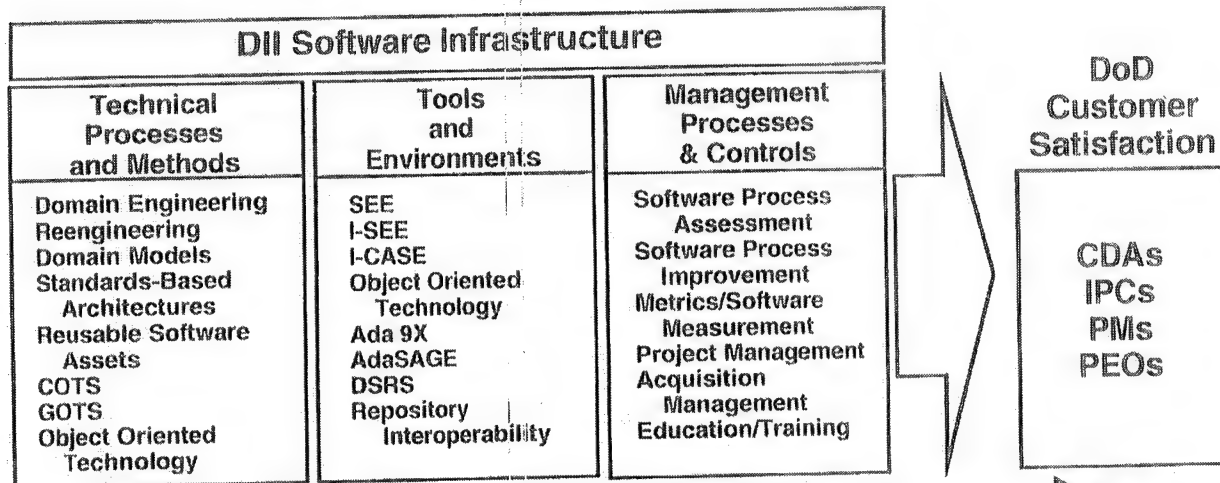 DII Software Infrastructure
Technical
Processes
and Methods
Domain Engineering
Reengineering
Domain Models
Standards-Based
Architectures
Reusable Software
Assets
COTS
GOTS
Object Oriented
Technology
Tools
and
Environments
SEE
I-SEE
I-CASE
Object Oriented
Technology
Ada 9X
AdaSAGE
DSRS
Repository
Interoperability
Management
Processes
& Controls
Software Process
Assessment
Software Process
Improvement
Metrics/Software
Measurement
Project Management
Acquisition
Management
Education/Training
DoD
Customer
Satisfaction
CDAs
IPCs
PMs
PEOs